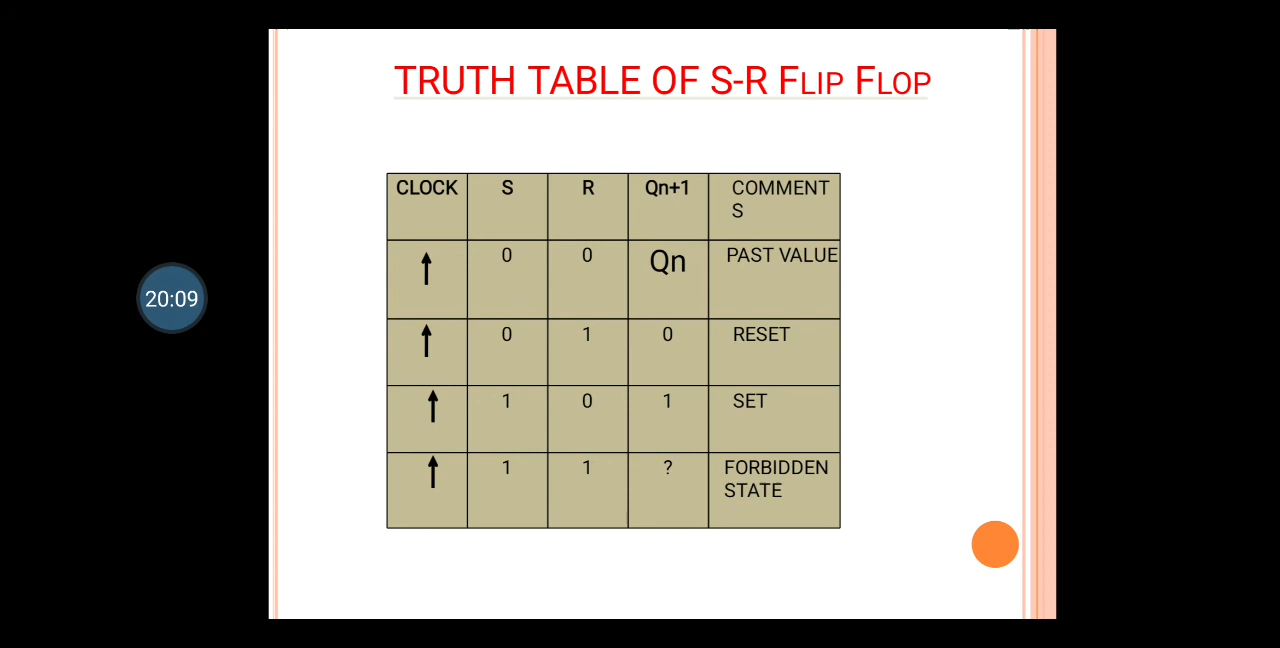 TRUTH TABLE OF S-R FLIP FLOP
CLOCK S R Qn+1 COMMENT
S
↑ 0 0 Qn PAST VALUE
↑ 0 1 0 RESET
↑ 1 0 1 SET
↑ 1 1 ? FORBIDDEN
STATE
20:09